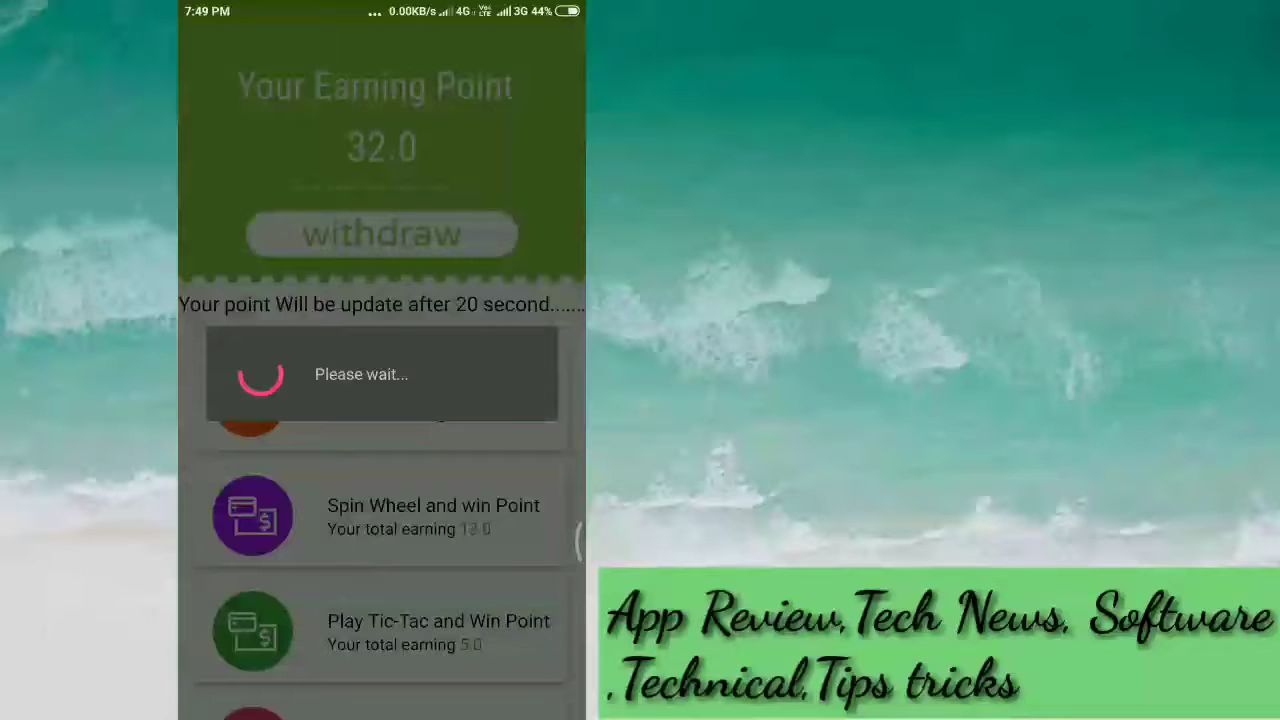 7:49 PM
... 0.00KB/s 4G VoLTE 3G 44%
Your Earning Point
32.0
withdraw
Your point Will be update after 20 second.......
Please wait...
Spin Wheel and win Point
Your total earning 13.0
Play Tic-Tac and Win Point
Your total earning 5.0
App Review,Tech News, Software
,Technical,Tips tricks